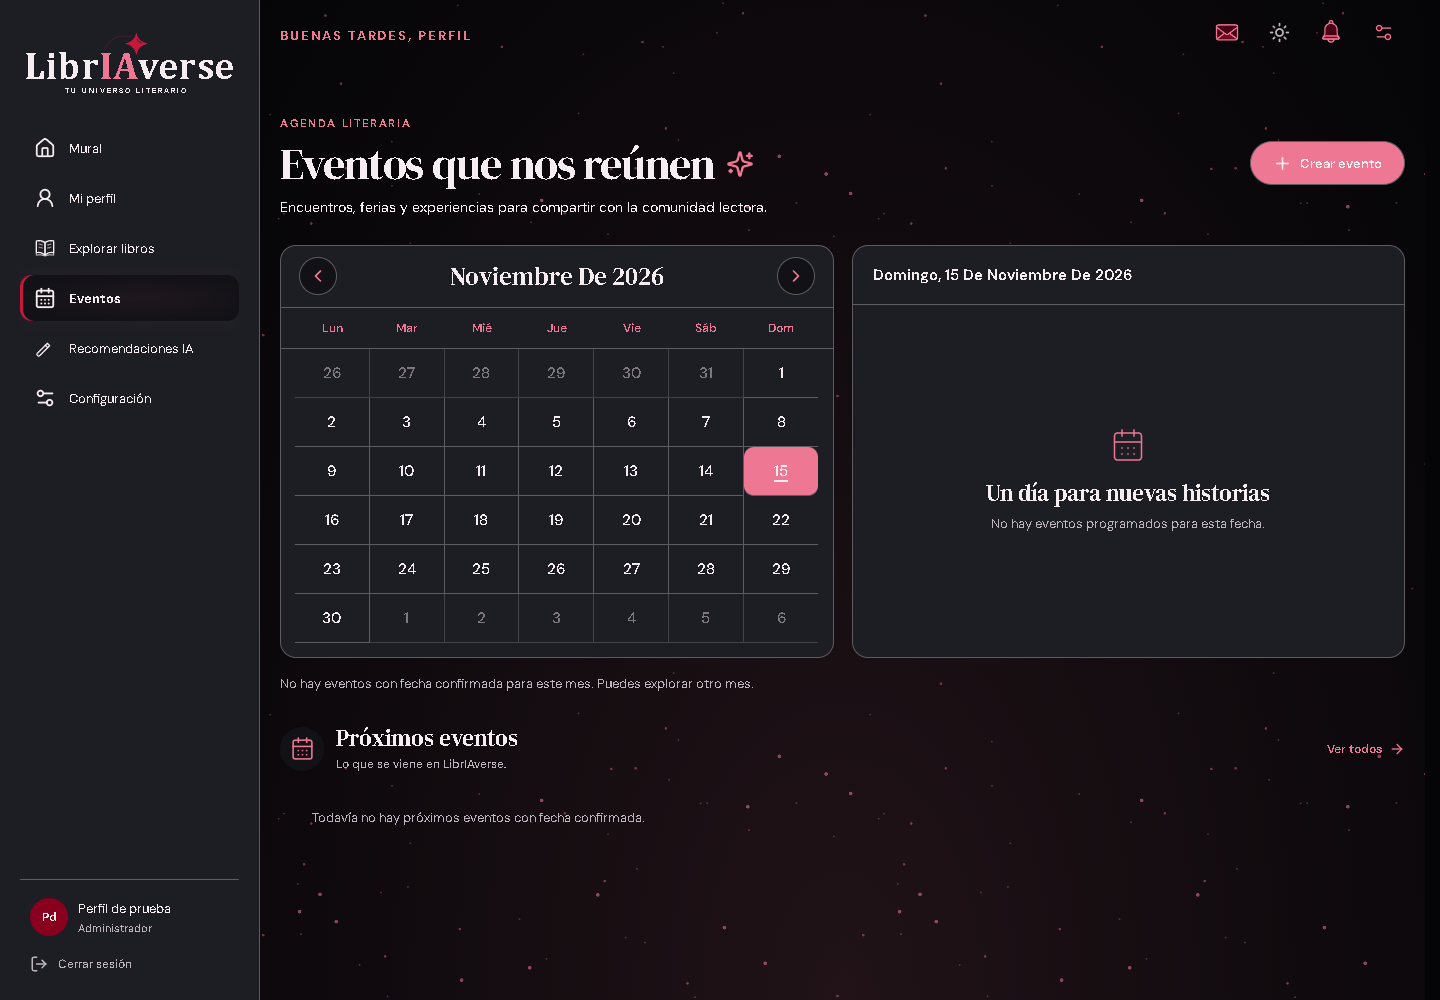 LibrIAverse
TU UNIVERSO LITERARIO
Mural
Mi perfil
Explorar libros
Eventos
Recomendaciones IA
Configuración
Pd
Perfil de prueba
Administrador
Cerrar sesión
BUENAS TARDES, PERFIL
AGENDA LITERARIA
Eventos que nos reúnen
Encuentros, ferias y experiencias para compartir con la comunidad lectora.
Crear evento
Noviembre De 2026
Lun Mar Mié Jue Vie Sáb Dom
26 27 28 29 30 31 1
2 3 4 5 6 7 8
9 10 11 12 13 14 15
16 17 18 19 20 21 22
23 24 25 26 27 28 29
30 1 2 3 4 5 6
Domingo, 15 De Noviembre De 2026
Un día para nuevas historias
No hay eventos programados para esta fecha.
No hay eventos con fecha confirmada para este mes. Puedes explorar otro mes.
Próximos eventos
Lo que se viene en LibrIAverse.
Ver todos
Todavía no hay próximos eventos con fecha confirmada.